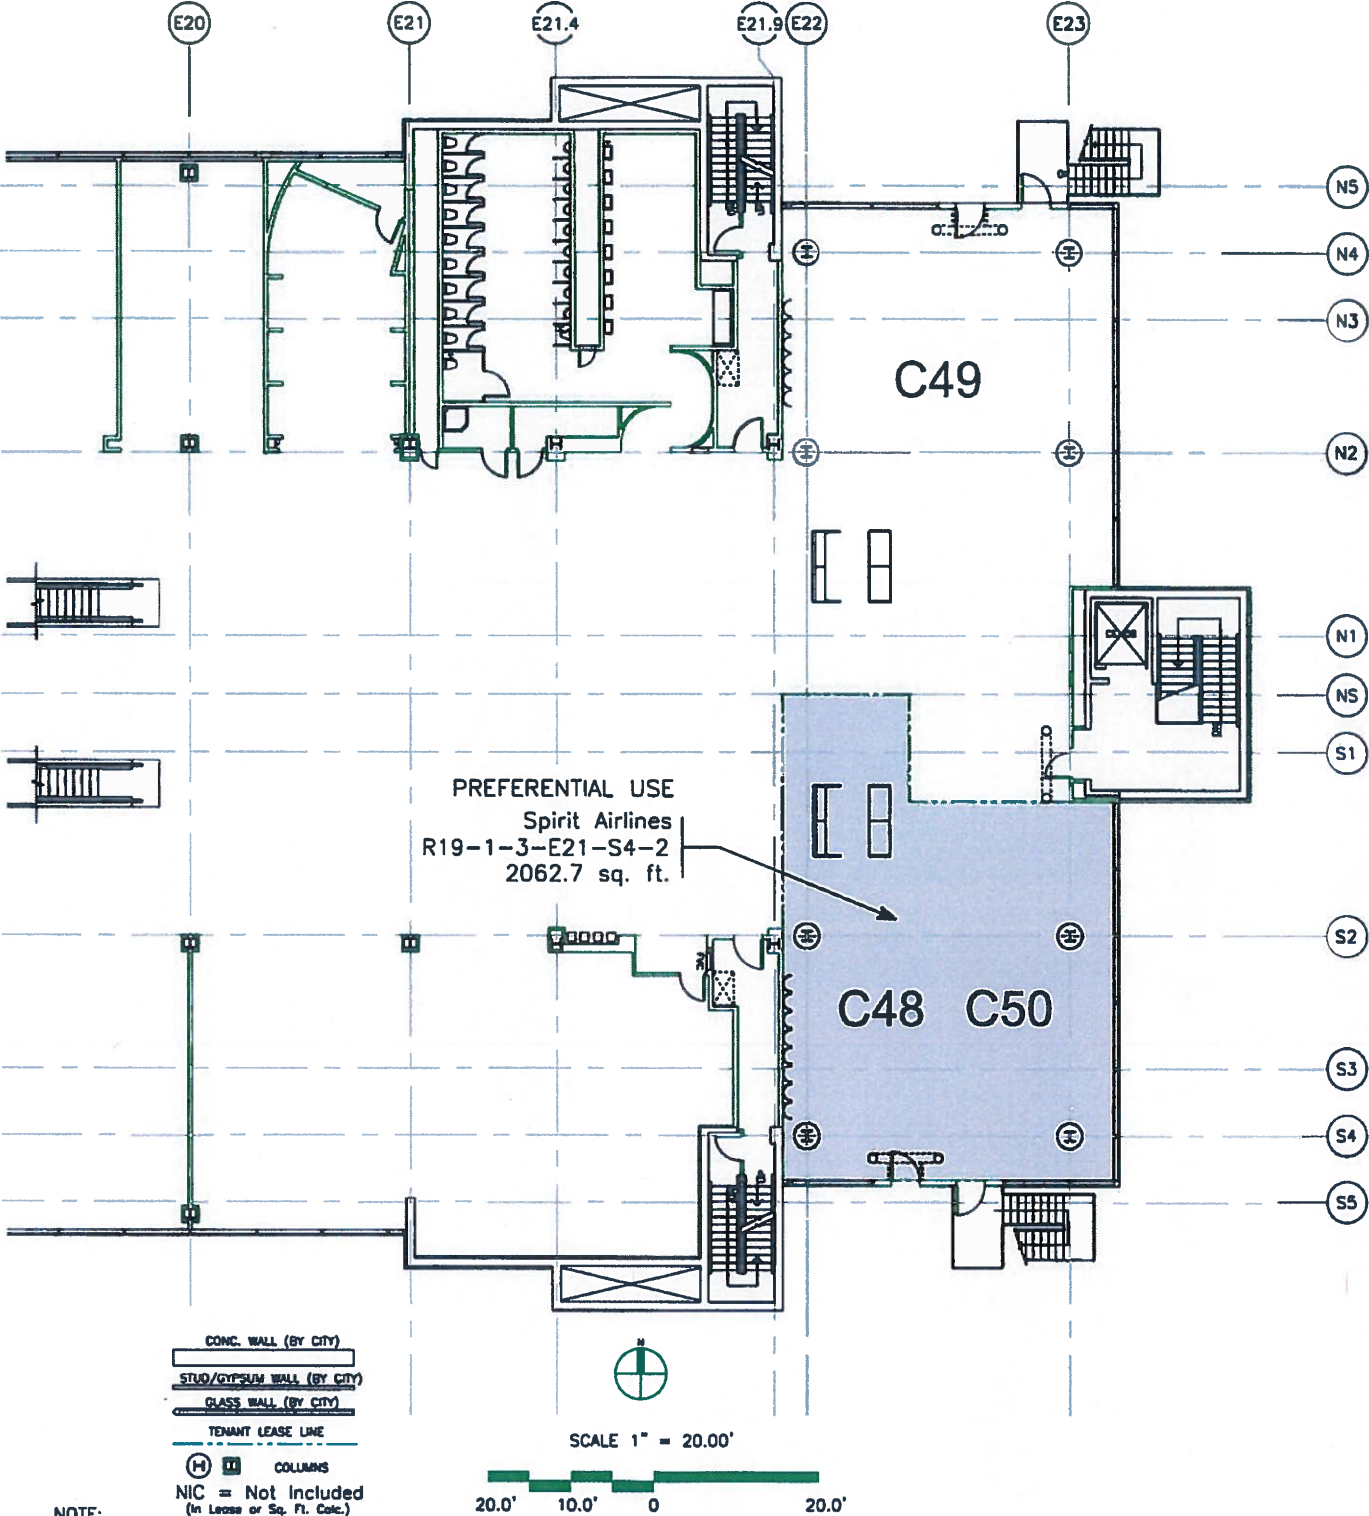 E20 E21 E21.4 E21.9 E22 E23
N5
N4
N3
C49
N2
N1
NS
S1
PREFERENTIAL USE
Spirit Airlines
R19-1-3-E21-S4-2
2062.7 sq. ft.
S2
C48 C50
S3
S4
S5
CONC. WALL (BY CITY)
STUD/GYPSUM WALL (BY CITY)
GLASS WALL (BY CITY)
TENANT LEASE LINE
COLUMNS
NIC = Not Included
(In Lease or Sq. Ft. Calc.)
N
SCALE 1" = 20.00'
20.0' 10.0' 0 20.0'
NOTE: